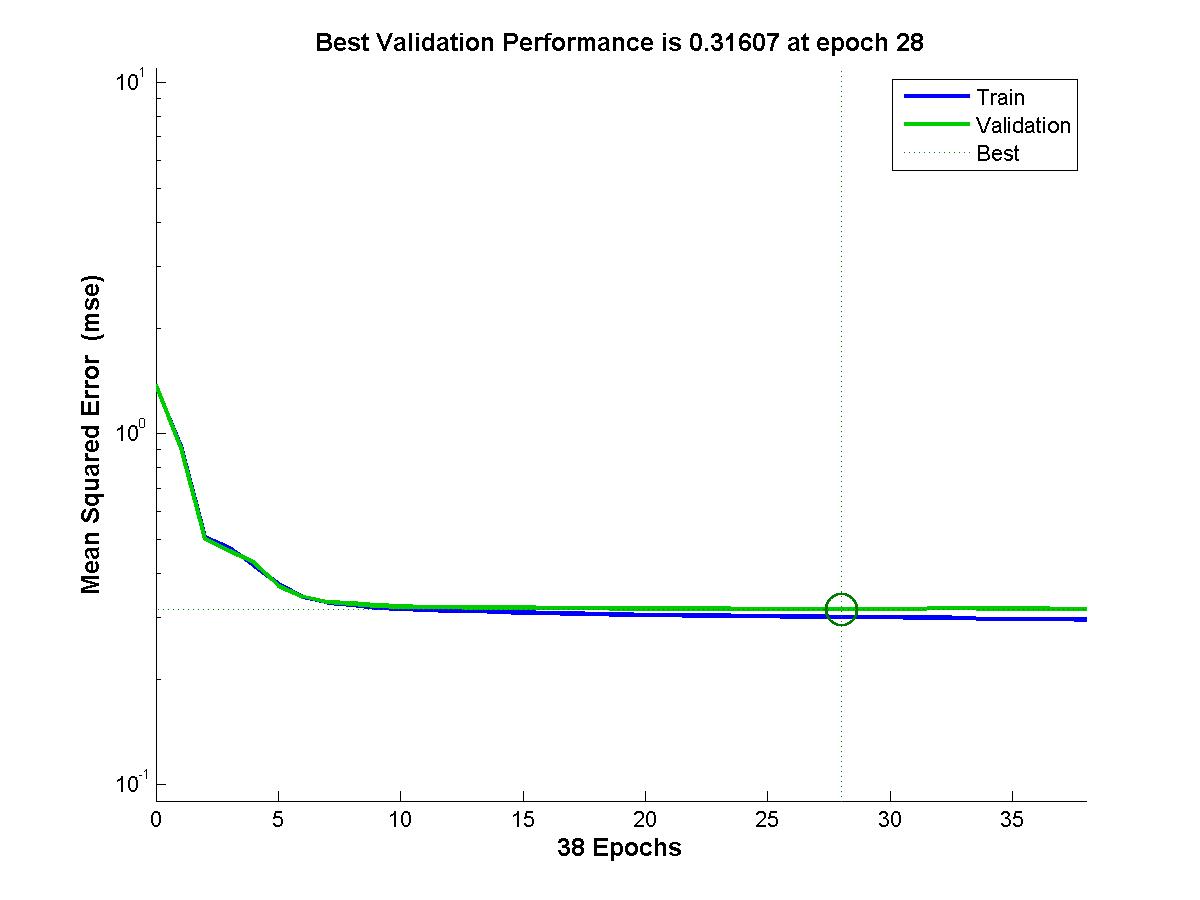 Best Validation Performance is 0.31607 at epoch 28
10^1
Train
Validation
Best
10^0
10^-1
Mean Squared Error (mse)
0 5 10 15 20 25 30 35
38 Epochs